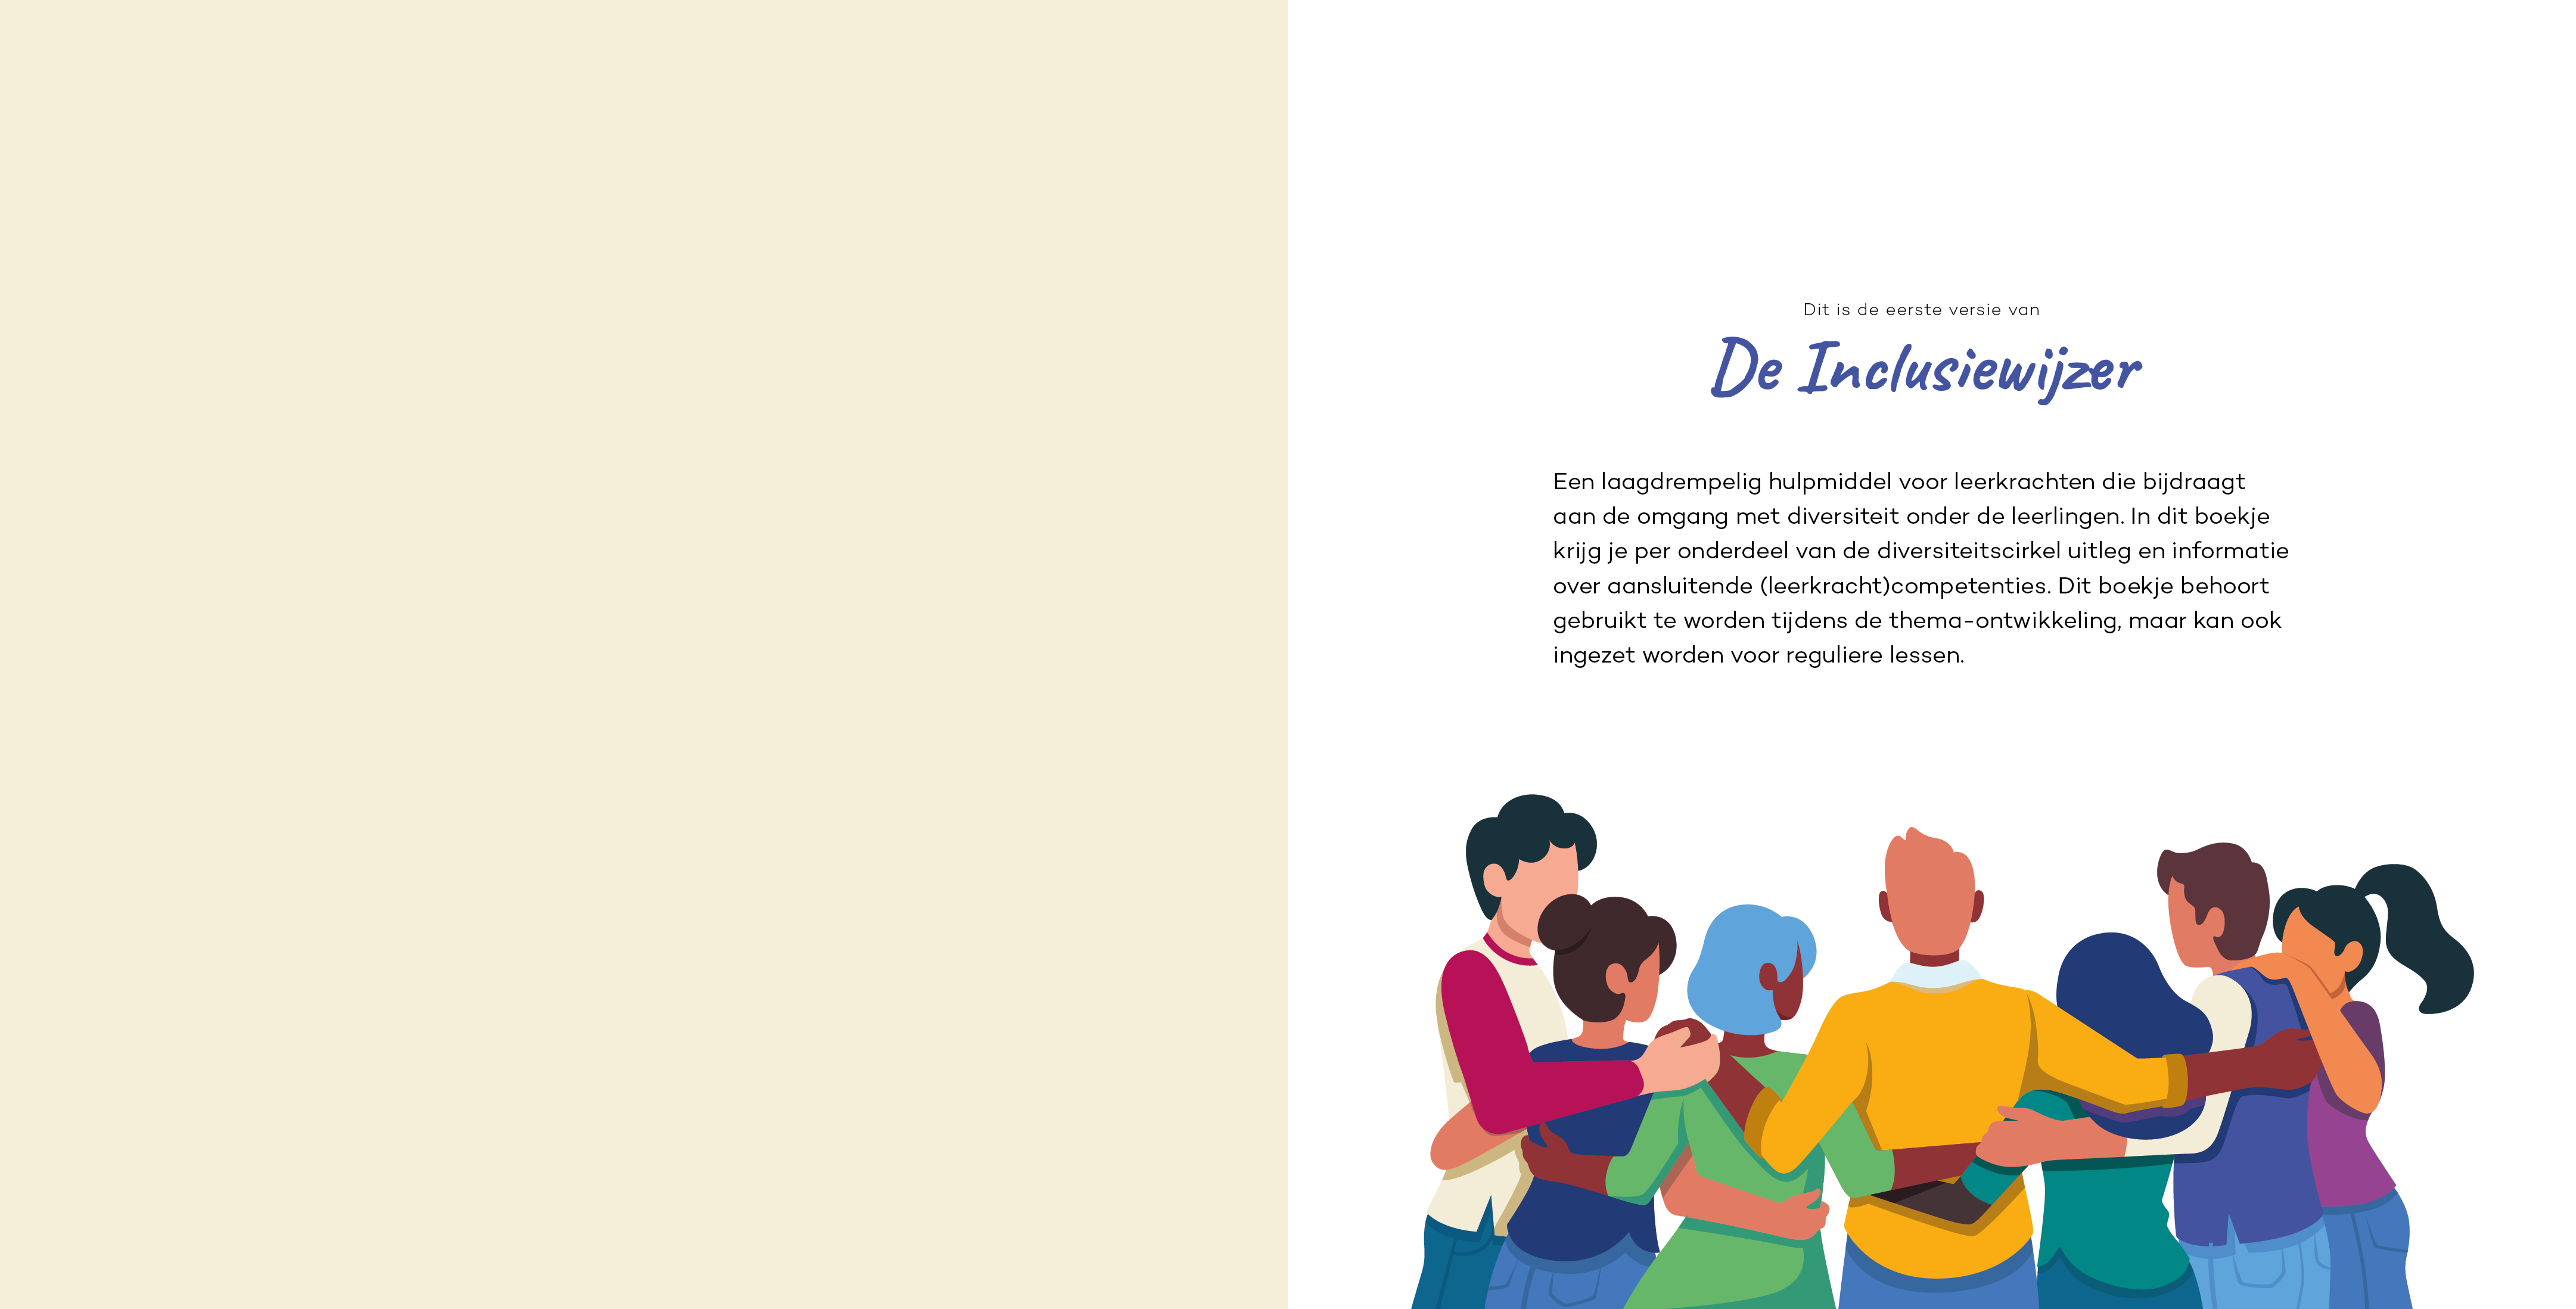 Dit is de eerste versie van
De Inclusiewijzer
Een laagdrempelig hulpmiddel voor leerkrachten die bijdraagt
aan de omgang met diversiteit onder de leerlingen. In dit boekje
krijg je per onderdeel van de diversiteitscirkel uitleg en informatie
over aansluitende (leerkracht)competenties. Dit boekje behoort
gebruikt te worden tijdens de thema-ontwikkeling, maar kan ook
ingezet worden voor reguliere lessen.